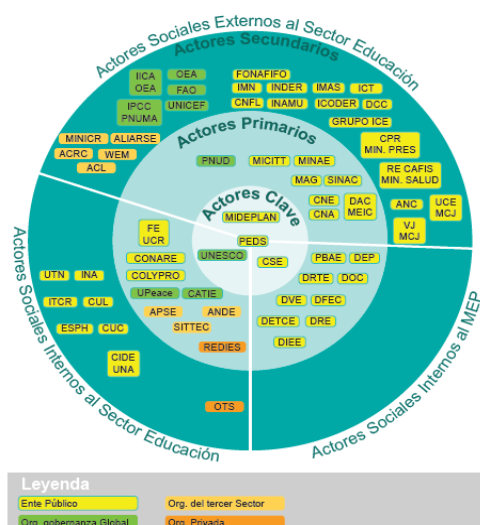 Actores Sociales Externos al Sector Educación
Actores Secundarios
IICA
OEA
OEA
FAO
IPCC
PNUMA
UNICEF
FONAFIFO
IMN
INDER
IMAS
ICT
CNFL
INAMU
ICODER
DCC
GRUPO ICE
MINICR
ALIARSE
ACRC
WEM
ACL
CPR
MIN. PRES
RE CAFIS
MIN. SALUD
ANC
UCE
MCJ
VJ
MCJ
Actores Primarios
PNUD
MICITT
MINAE
MAG
SINAC
CNE
CNA
DAC
MEIC
Actores Clave
MIDEPLAN
PEDS
UNESCO
CSE
FE
UCR
CONARE
COLYPRO
UPeace
CATIE
APSE
ANDE
SITTEC
REDIES
PBAE
DEP
DRTE
DOC
DVE
DFEC
DETCE
DRE
DIEE
UTN
INA
ITCR
CUL
ESPH
CUC
CIDE
UNA
OTS
Actores Sociales Internos al Sector Educación
Actores Sociales Internos al MEP
Leyenda
Ente Público
Org. del tercer Sector
Org. gobernanza Global
Org. Privada